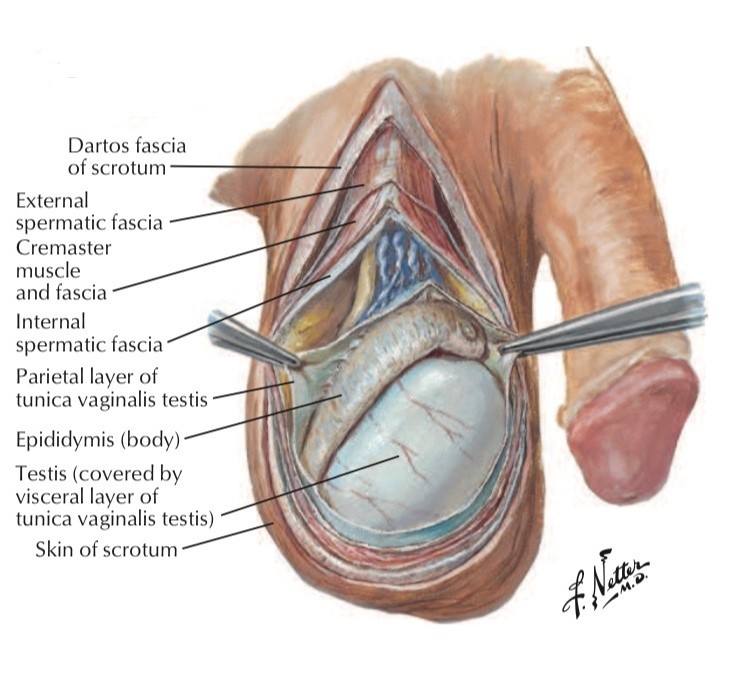 Dartos fascia
of scrotum
External
spermatic fascia
Cremaster
muscle
and fascia
Internal
spermatic fascia
Parietal layer of
tunica vaginalis testis
Epididymis (body)
Testis (covered by
visceral layer of
tunica vaginalis testis)
Skin of scrotum
F. Netter
M.D.